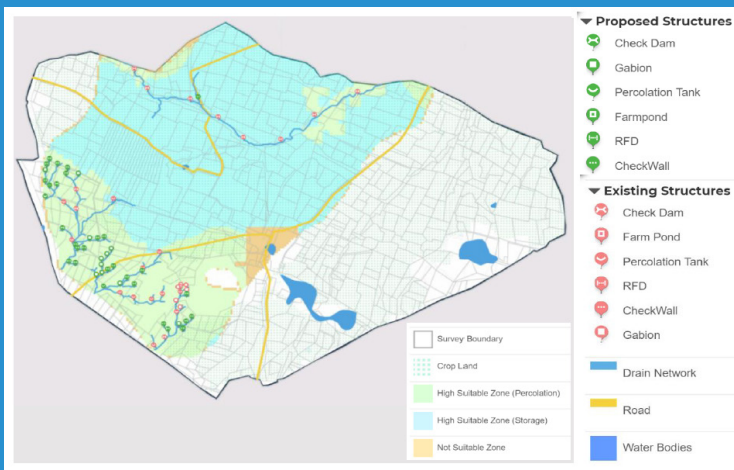 Proposed Structures
Check Dam
Gabion
Percolation Tank
Farmpond
RFD
CheckWall
Existing Structures
Check Dam
Farm Pond
Percolation Tank
RFD
CheckWall
Gabion
Drain Network
Road
Water Bodies
Survey Boundary
Crop Land
High Suitable Zone (Percolation)
High Suitable Zone (Storage)
Not Suitable Zone